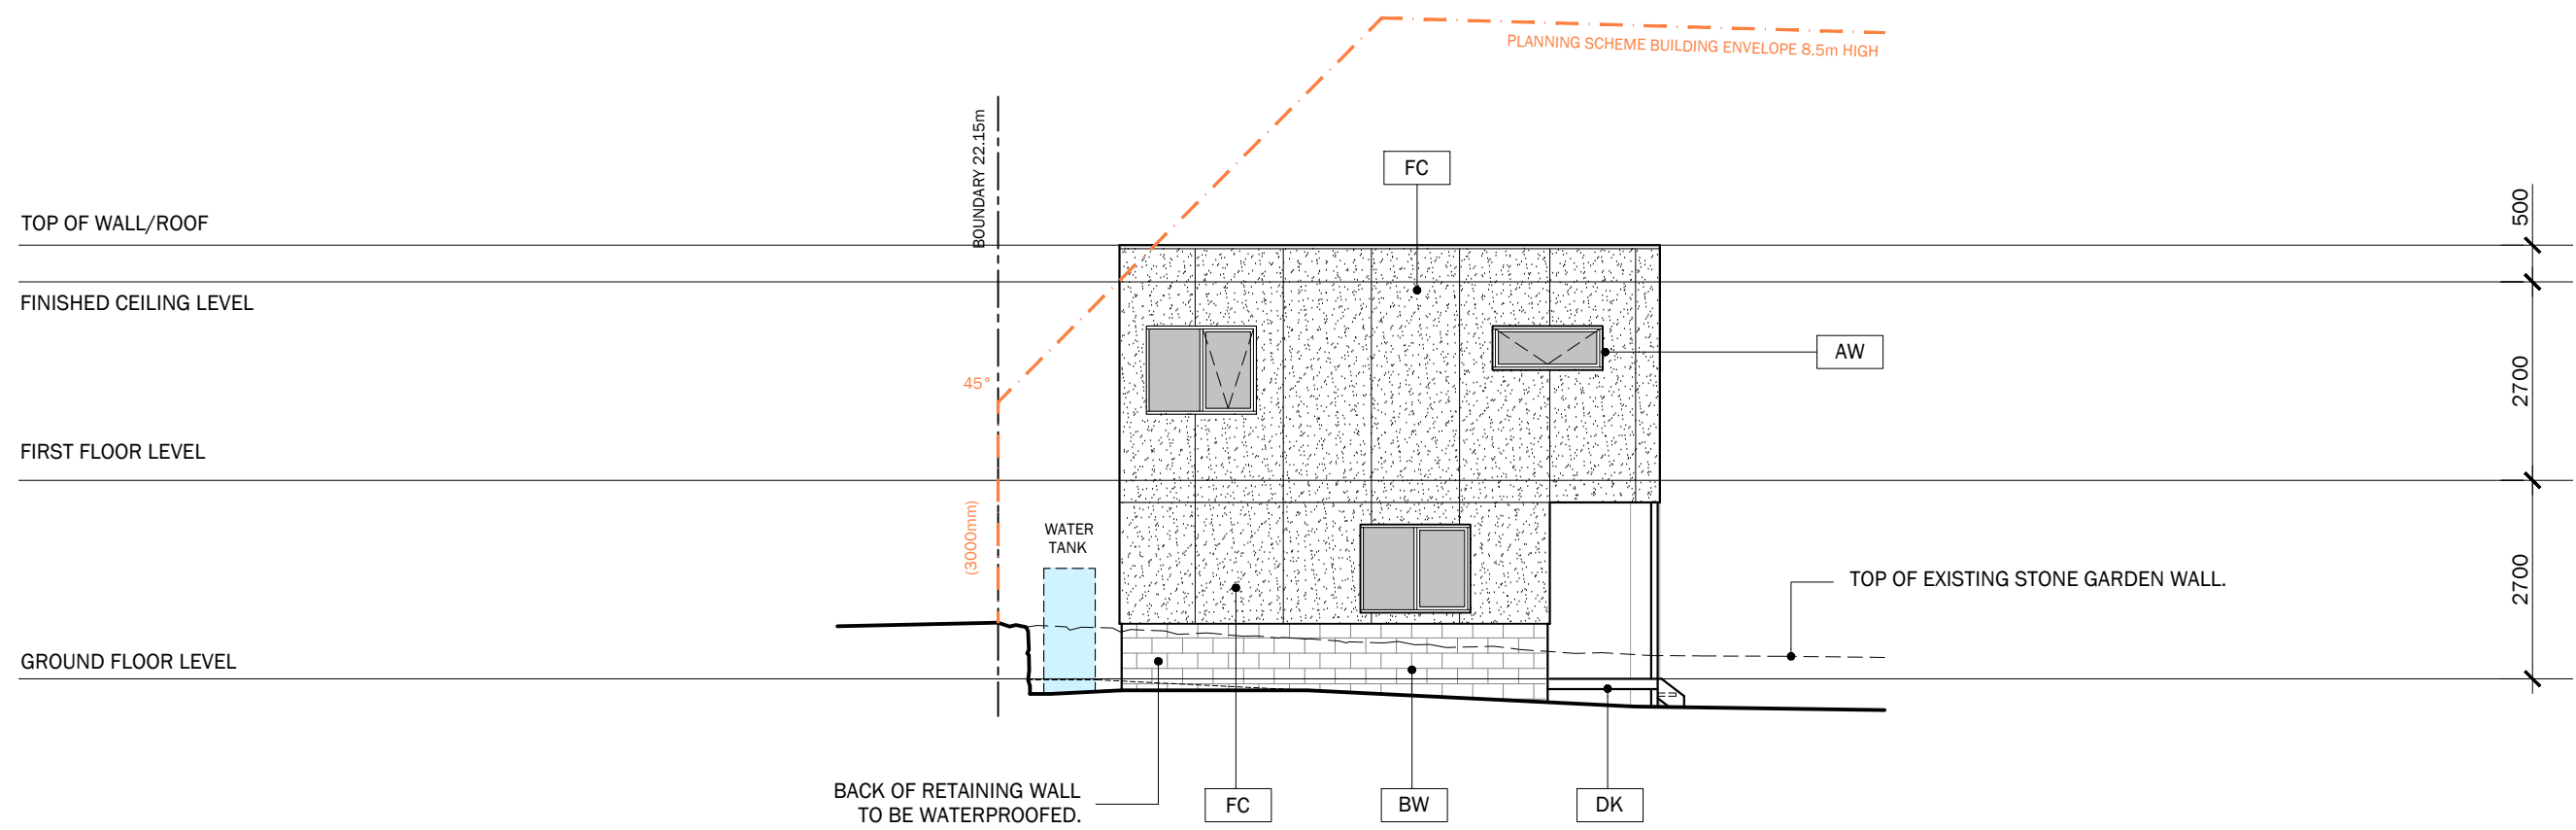 PLANNING SCHEME BUILDING ENVELOPE 8.5m HIGH
BOUNDARY 22.15m
FC
TOP OF WALL/ROOF
500
FINISHED CEILING LEVEL
AW
45°
2700
FIRST FLOOR LEVEL
(3000mm)
WATER
TANK
TOP OF EXISTING STONE GARDEN WALL.
2700
GROUND FLOOR LEVEL
BACK OF RETAINING WALL
TO BE WATERPROOFED.
FC
BW
DK